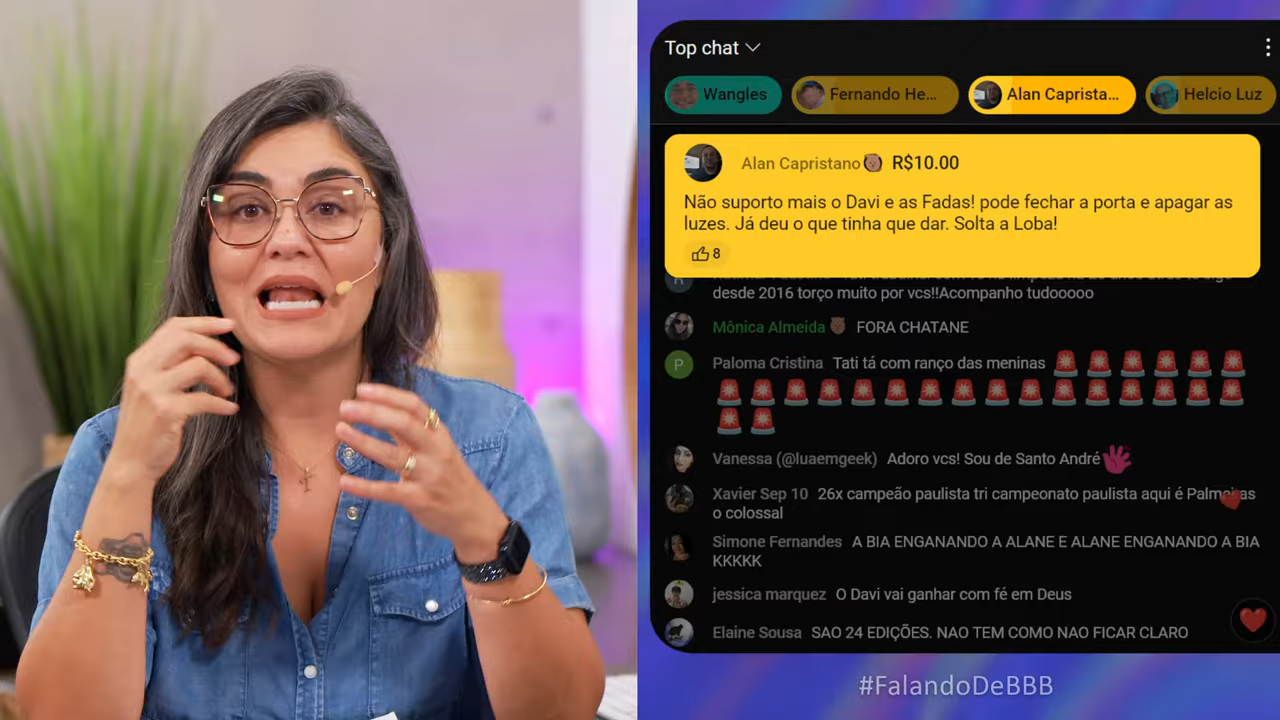 Top chat
Wangles
Fernando He...
Alan Caprista...
Helcio Luz
Alan Capristano R$10.00
Não suporto mais o Davi e as Fadas! pode fechar a porta e apagar as
luzes. Já deu o que tinha que dar. Solta a Loba!
8
desde 2016 torço muito por vcs!!Acompanho tudooooo
Mônica Almeida FORA CHATANE
P
Paloma Cristina Tati tá com ranço das meninas
Vanessa (@luaemgeek) Adoro vcs! Sou de Santo André
Xavier Sep 10 26x campeão paulista tri campeonato paulista aqui é Palmeiras
o colossal
Simone Fernandes A BIA ENGANANDO A ALANE E ALANE ENGANANDO A BIA
KKKKK
jessica marquez O Davi vai ganhar com fé em Deus
Elaine Sousa SAO 24 EDIÇÕES. NAO TEM COMO NAO FICAR CLARO
#FalandoDeBBB